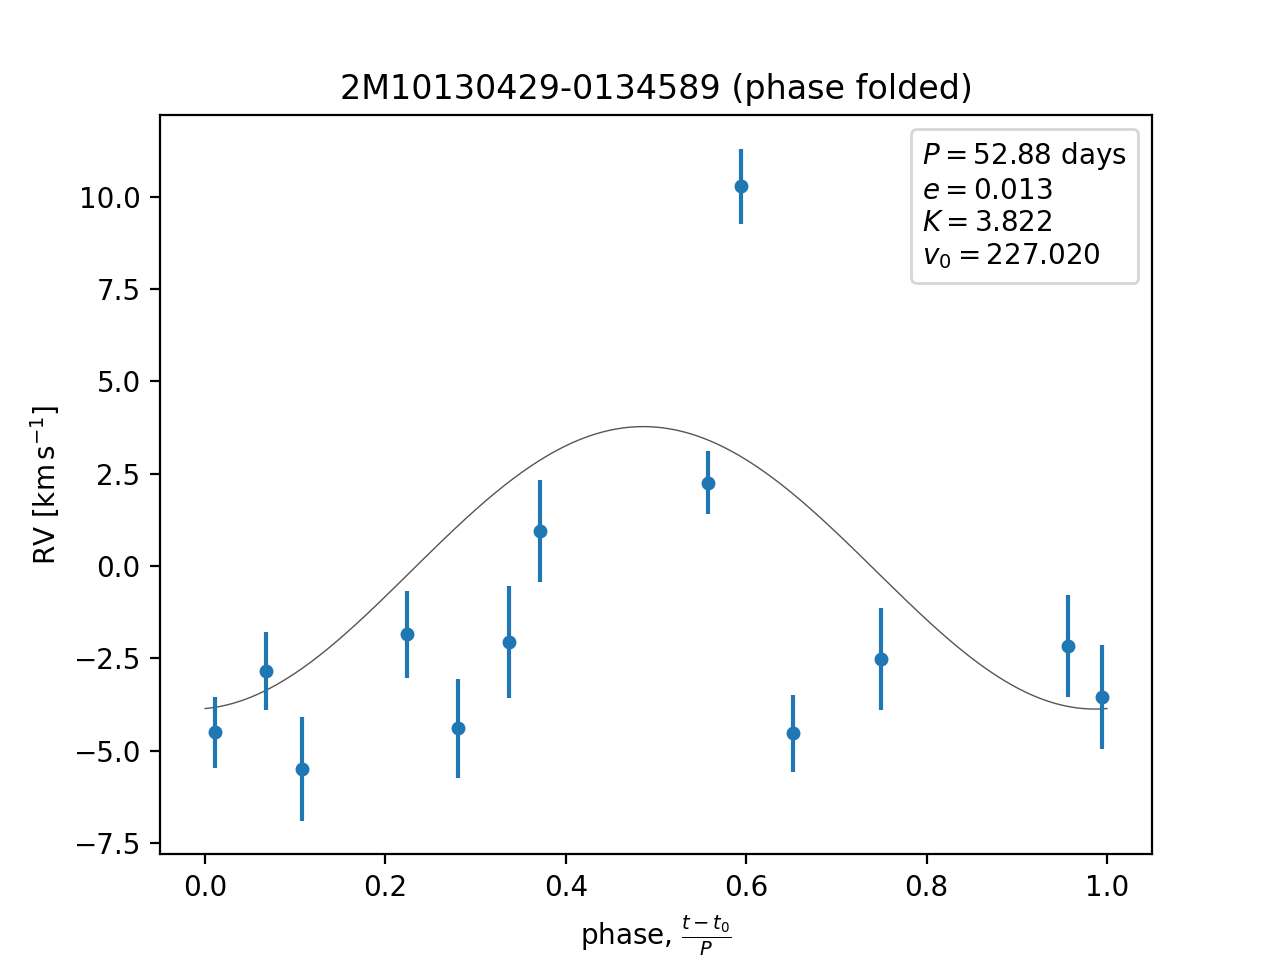 2M10130429-0134589 (phase folded)
P = 52.88 days
e = 0.013
K = 3.822
v₀ = 227.020
RV [km s⁻¹]
10.0
7.5
5.0
2.5
0.0
−2.5
−5.0
−7.5
0.0 0.2 0.4 0.6 0.8 1.0
phase, t − t₀ / P